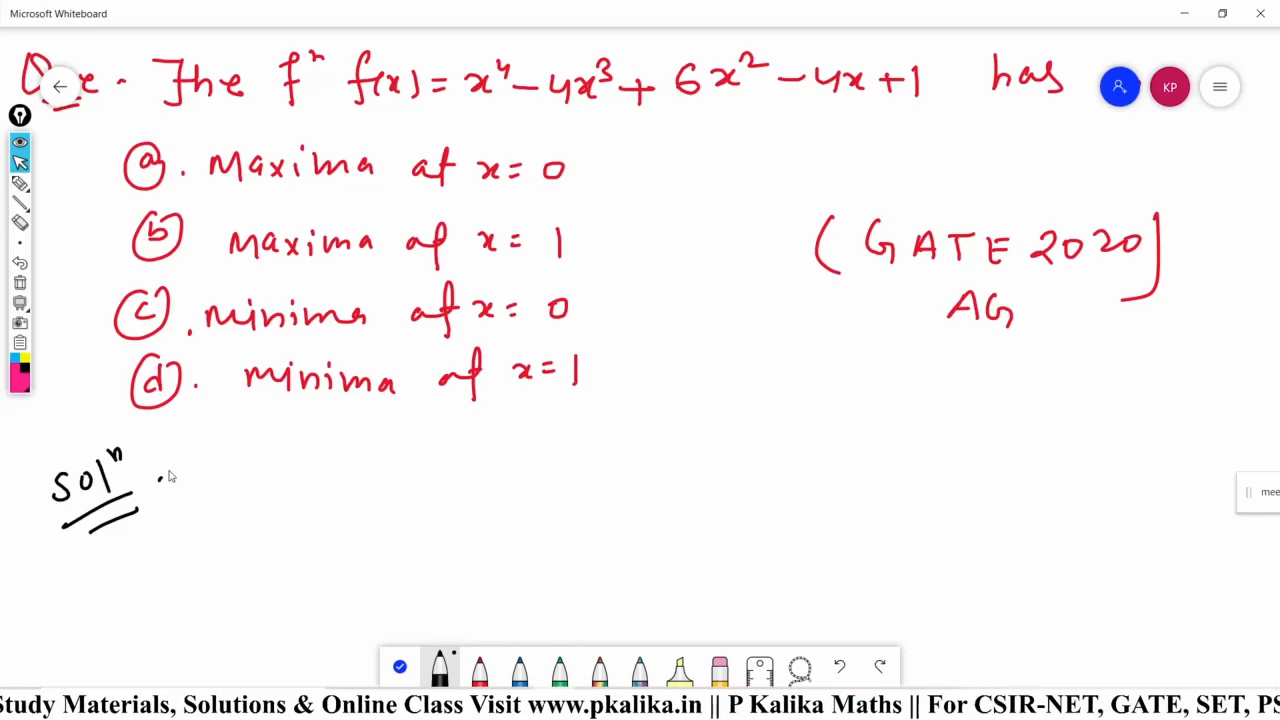 Microsoft Whiteboard
Que. The fⁿ f(x) = x⁴ - 4x³ + 6x² - 4x + 1 has
KP
(a). Maxima at x = 0
(b) Maxima at x = 1
(GATE 2020)
AG
(c). minima at x = 0
(d). minima at x = 1
Solⁿ .
mee
Study Materials, Solutions & Online Class Visit www.pkalika.in || P Kalika Maths || For CSIR-NET, GATE, SET, PS